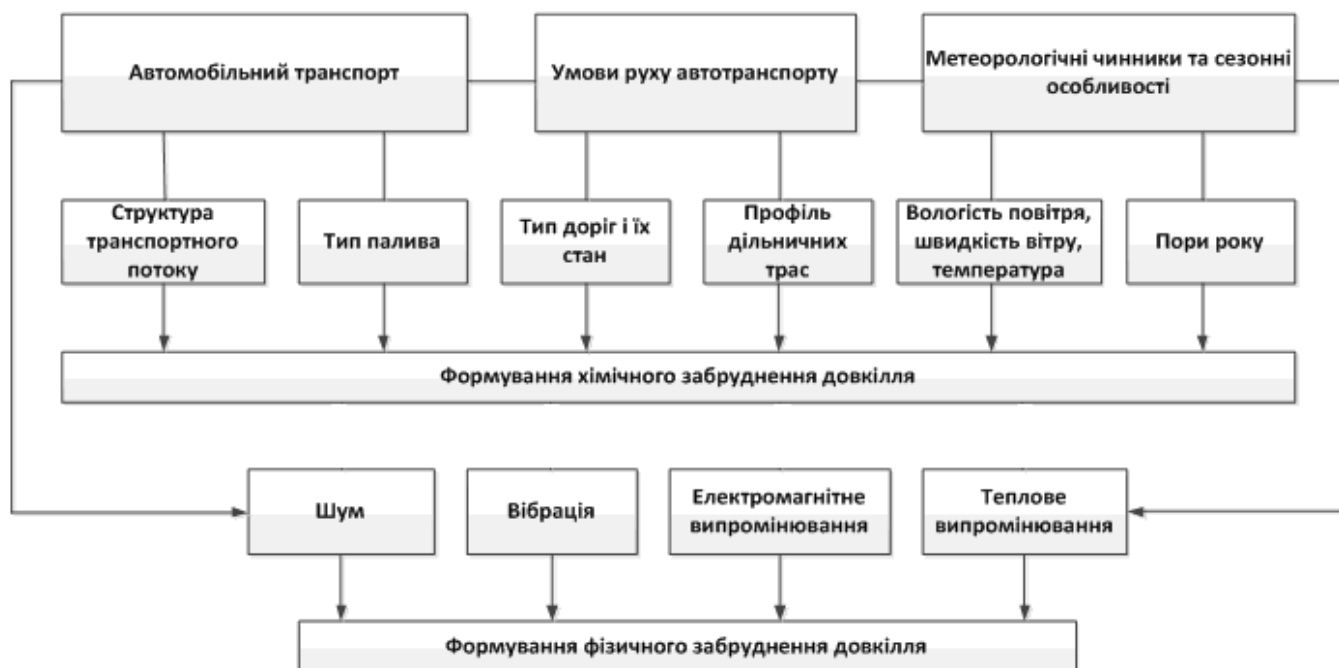 Автомобільний транспорт
Умови руху автотранспорту
Метеорологічні чинники та сезонні
особливості
Структура
транспортного
потоку
Тип палива
Тип доріг і їх
стан
Профіль
дільничних
трас
Вологість повітря,
швидкість вітру,
температура
Пори року
Формування хімічного забруднення довкілля
Шум
Вібрація
Електромагнітне
випромінювання
Теплове
випромінювання
Формування фізичного забруднення довкілля